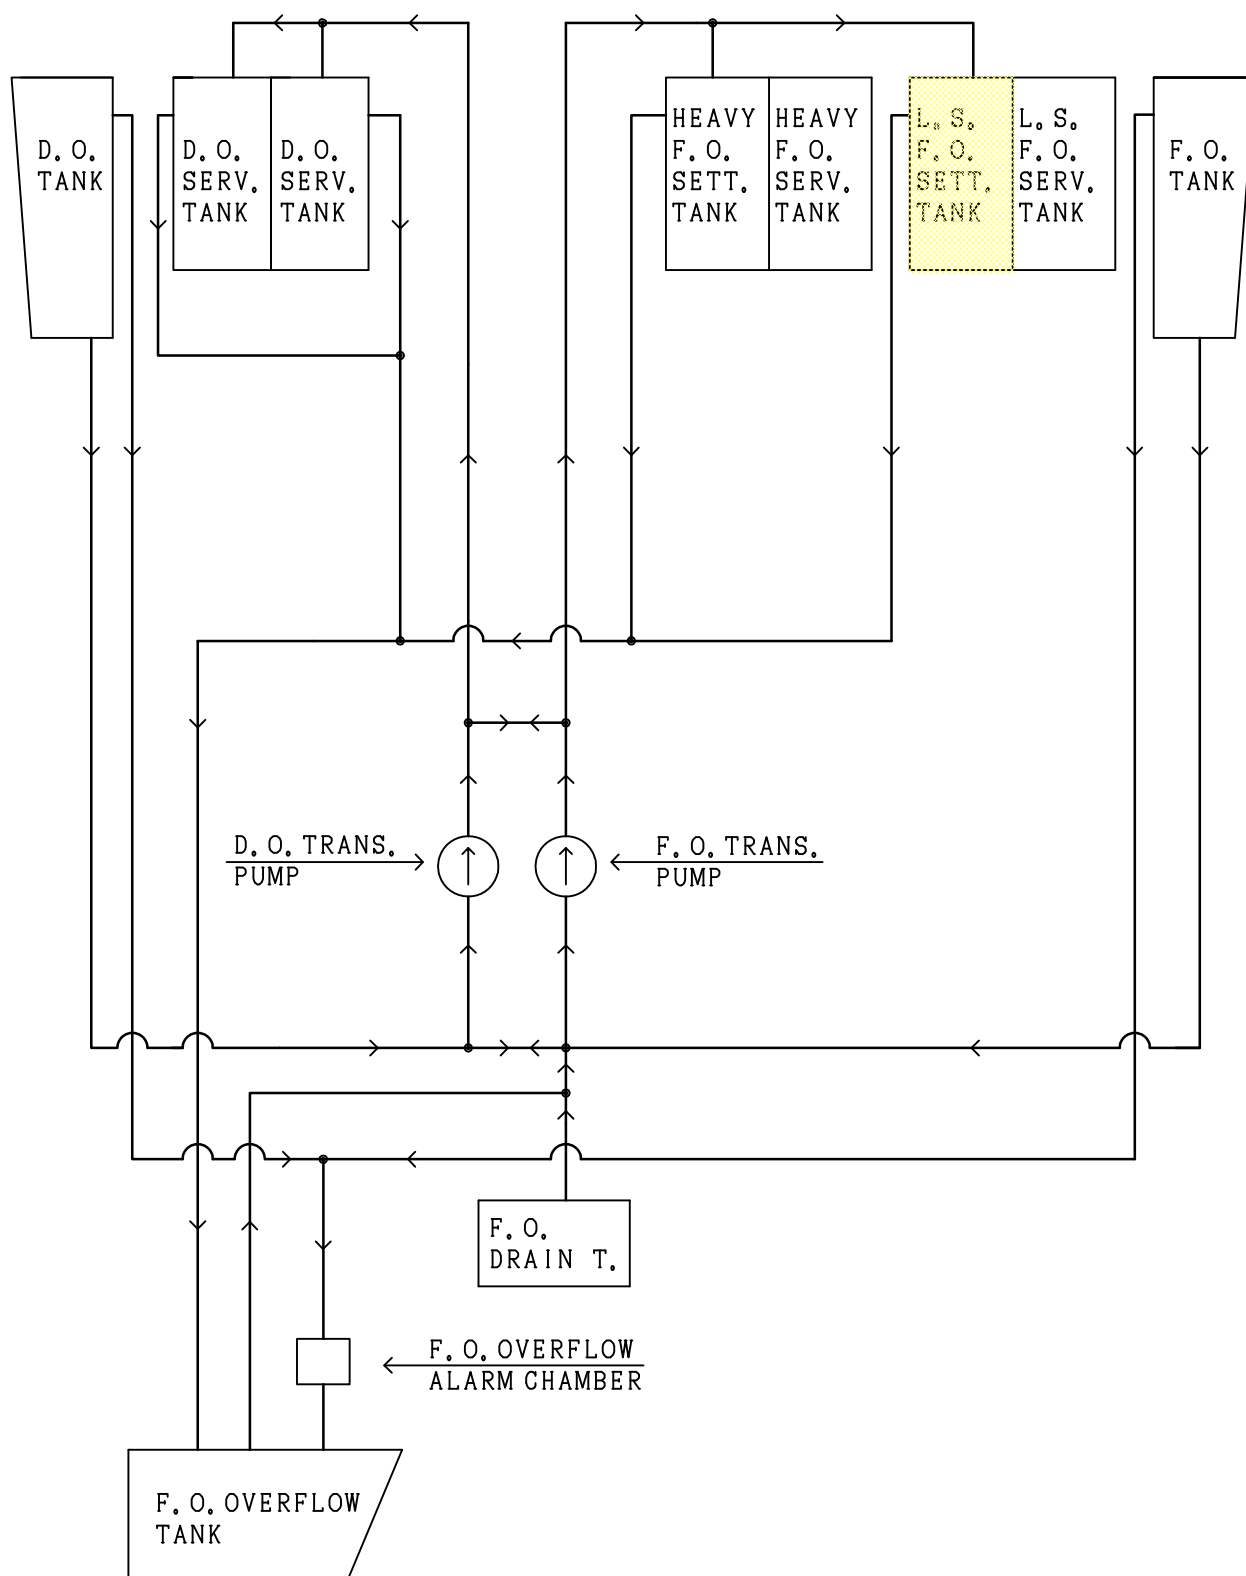 D. O.
TANK
D. O.
SERV.
TANK
D. O.
SERV.
TANK
HEAVY
F. O.
SETT.
TANK
HEAVY
F. O.
SERV.
TANK
L. S.
F. O.
SETT.
TANK
L. S.
F. O.
SERV.
TANK
F. O.
TANK
D. O. TRANS.
PUMP
F. O. TRANS.
PUMP
F. O.
DRAIN T.
F. O. OVERFLOW
ALARM CHAMBER
F. O. OVERFLOW
TANK